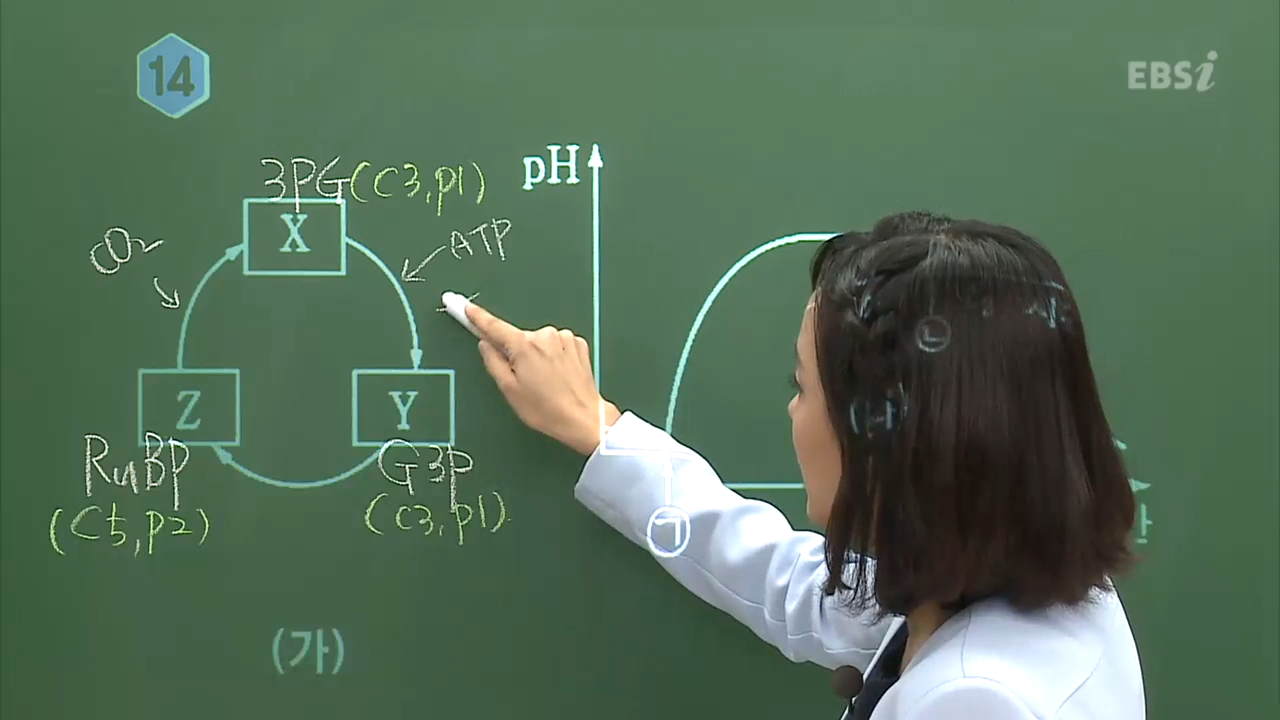 14
EBSi
3PG(C3,p1)
pH
X
CO2
ATP
㉡
Z
Y
(H)
RuBP
G3P
(C5,p2)
(C3,p1)
㉠
(가)